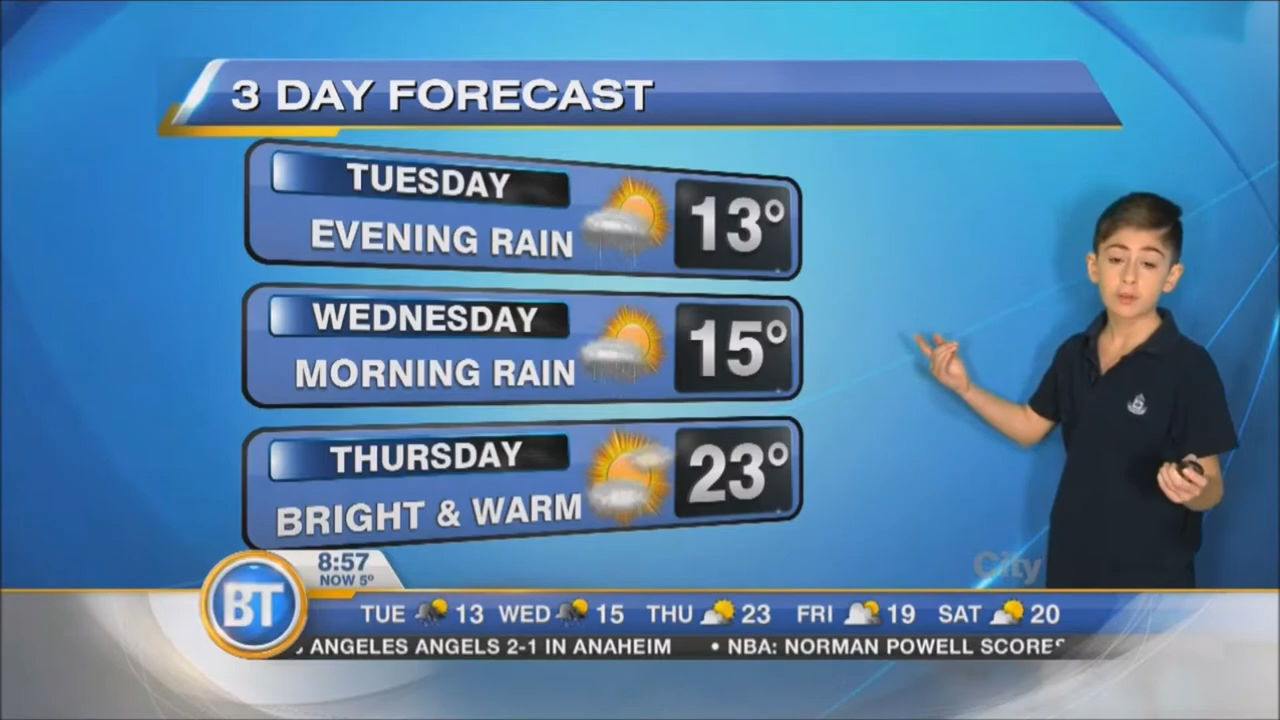 3 DAY FORECAST
TUESDAY
EVENING RAIN
13°
WEDNESDAY
MORNING RAIN
15°
THURSDAY
BRIGHT & WARM
23°
City
8:57
NOW 5°
BT
TUE 13 WED 15 THU 23 FRI 19 SAT 20
ANGELES ANGELS 2-1 IN ANAHEIM • NBA: NORMAN POWELL SCORES